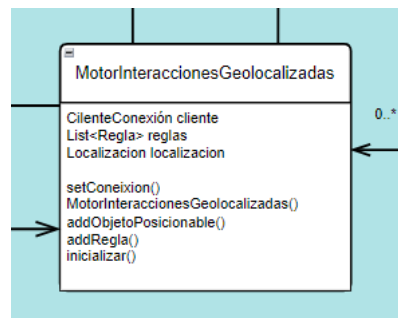 MotorInteraccionesGeolocalizadas
CilenteConexión cliente
0..*
List<Regla> reglas
Localizacion localizacion
setConeixion()
MotorInteraccionesGeolocalizadas()
addObjetoPosicionable()
addRegla()
inicializar()